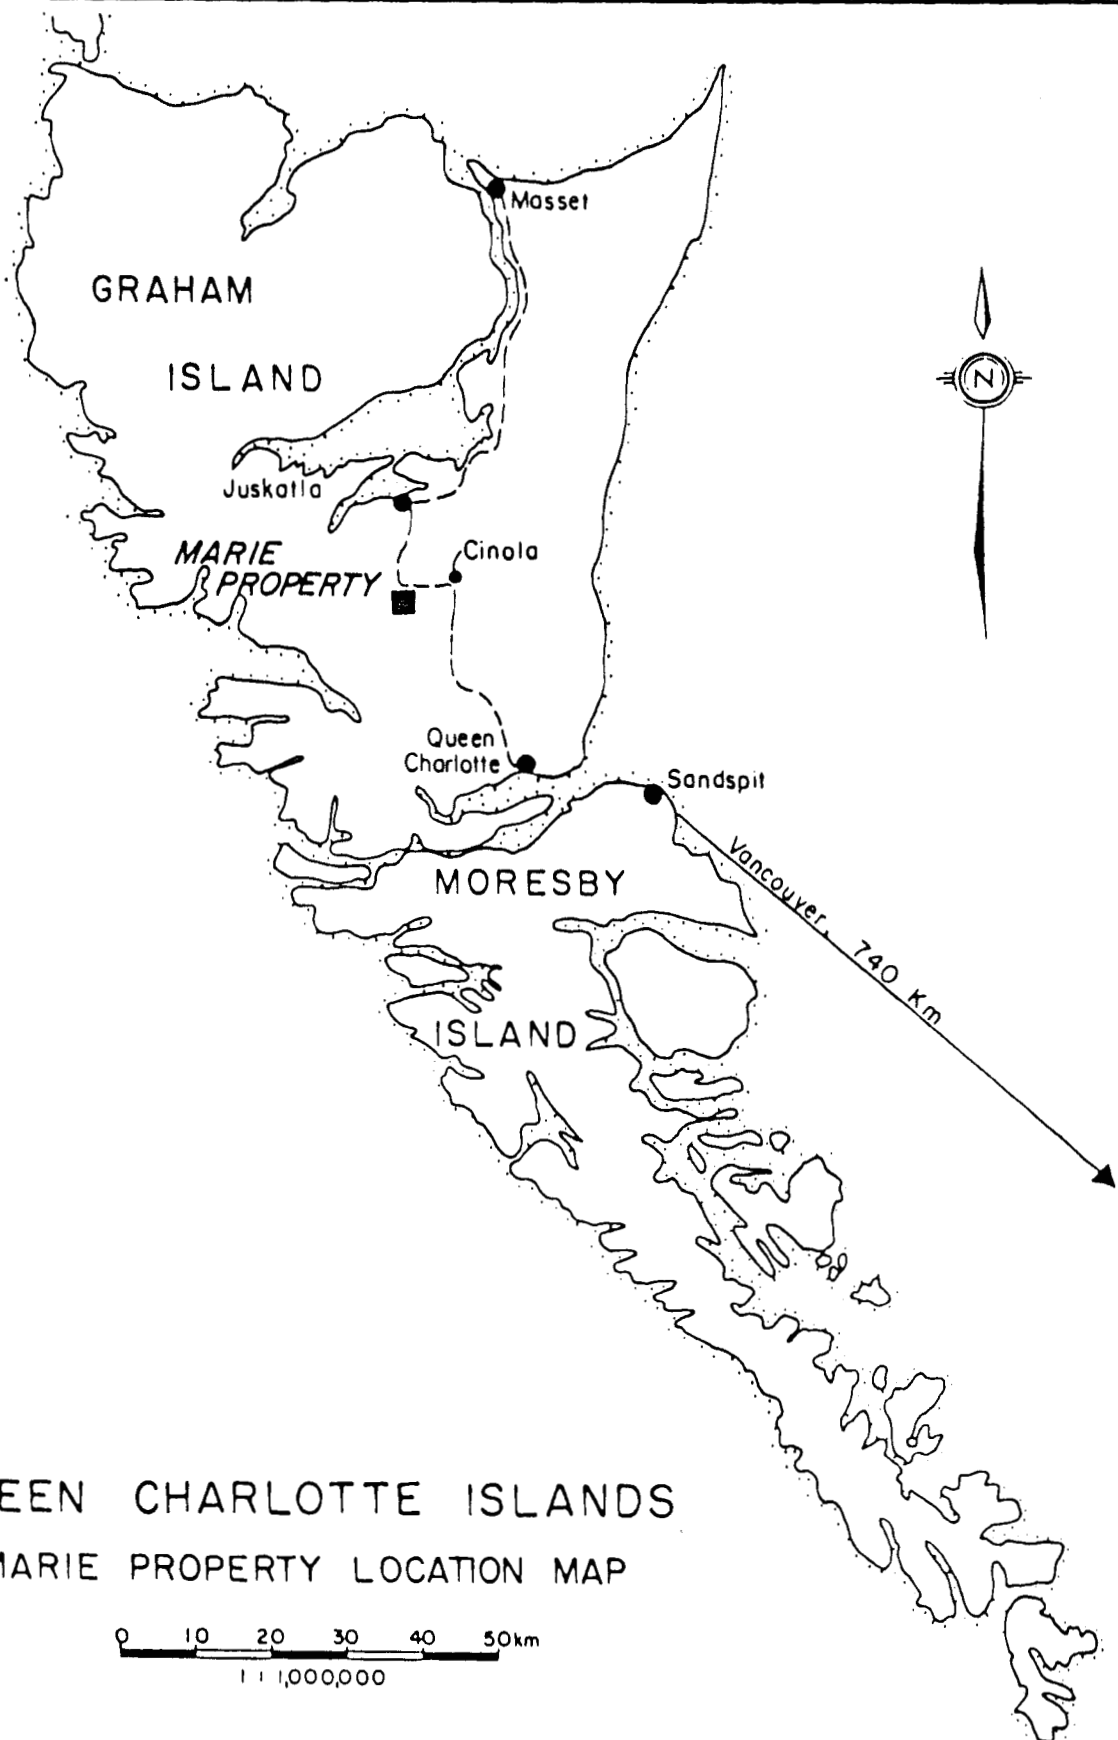 Masset
GRAHAM
ISLAND
N
Juskatla
Cinola
MARIE
PROPERTY
Queen
Charlotte
Sandspit
Vancouver, 740 Km
MORESBY
ISLAND
EEN CHARLOTTE ISLANDS
ARIE PROPERTY LOCATION MAP
0 10 20 30 40 50km
1 : 1,000,000